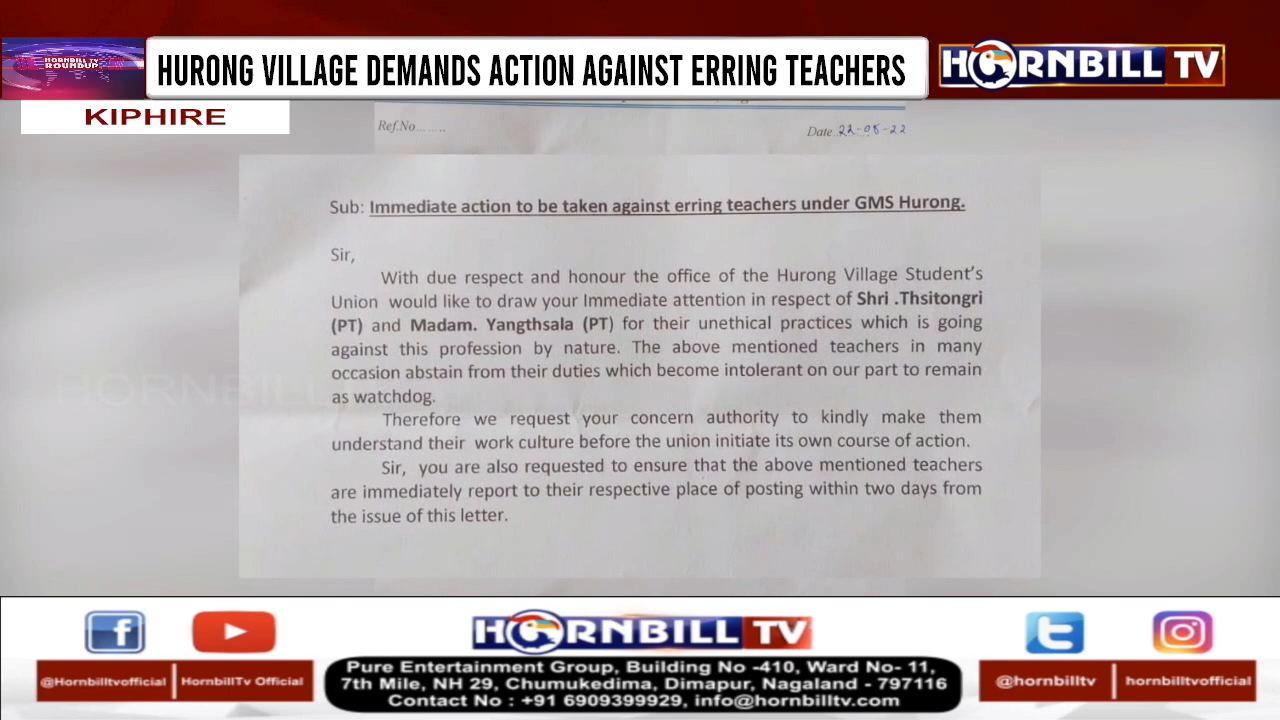 HORNBILL TV
ROUNDUP
HURONG VILLAGE DEMANDS ACTION AGAINST ERRING TEACHERS
HORNBILL TV
KIPHIRE
Ref.No........
Date..22-08-22
Sub: Immediate action to be taken against erring teachers under GMS Hurong.
Sir,
With due respect and honour the office of the Hurong Village Student's
Union would like to draw your Immediate attention in respect of Shri .Thsitongri
(PT) and Madam. Yangthsala (PT) for their unethical practices which is going
against this profession by nature. The above mentioned teachers in many
occasion abstain from their duties which become intolerant on our part to remain
as watchdog.
Therefore we request your concern authority to kindly make them
understand their work culture before the union initiate its own course of action.
Sir, you are also requested to ensure that the above mentioned teachers
are immediately report to their respective place of posting within two days from
the issue of this letter.
HORNBILL
HORNBILL TV
@Hornbilltvofficial
HornbillTv Official
Pure Entertainment Group, Building No -410, Ward No- 11,
7th Mile, NH 29, Chumukedima, Dimapur, Nagaland - 797116
Contact No : +91 6909399929, info@hornbilltv.com
@hornbilltv
hornbilltvofficial